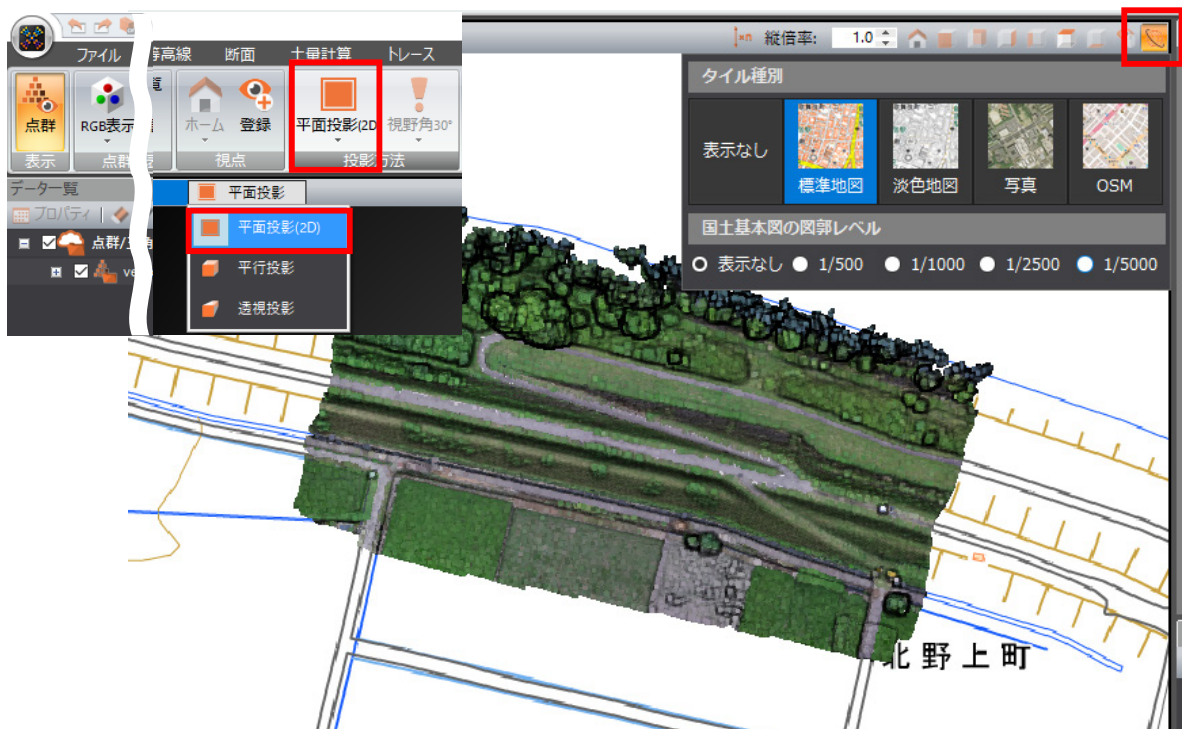 縦倍率: 1.0
ファイル
等高線 断面 土量計算 トレース
点群
RGB表示
ホーム 登録
平面投影(2D
視野角30°
表示 点群 視点 投影方法
データ一覧
プロパティ
点群/三角
ve
平面投影
平面投影(2D)
平行投影
透視投影
タイル種別
表示なし 標準地図 淡色地図 写真 OSM
国土基本図の図郭レベル
表示なし 1/500 1/1000 1/2500 1/5000
北野上町